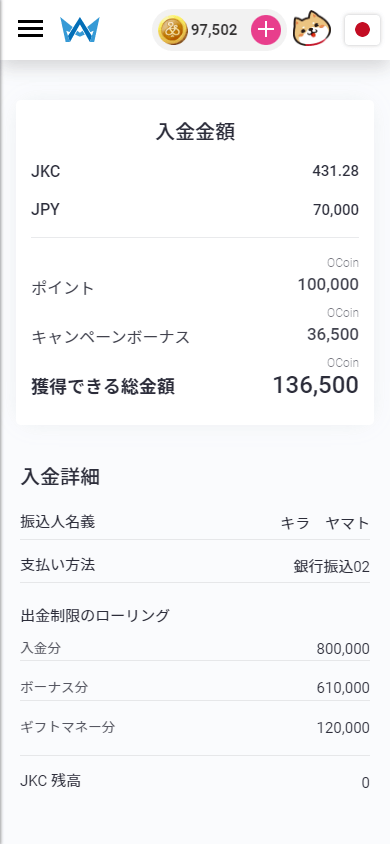 97,502
入金金額
JKC 431.28
JPY 70,000
OCoin
ポイント 100,000
OCoin
キャンペーンボーナス 36,500
OCoin
獲得できる総金額 136,500
入金詳細
振込人名義 キラ　ヤマト
支払い方法 銀行振込02
出金制限のローリング
入金分 800,000
ボーナス分 610,000
ギフトマネー分 120,000
JKC 残高 0